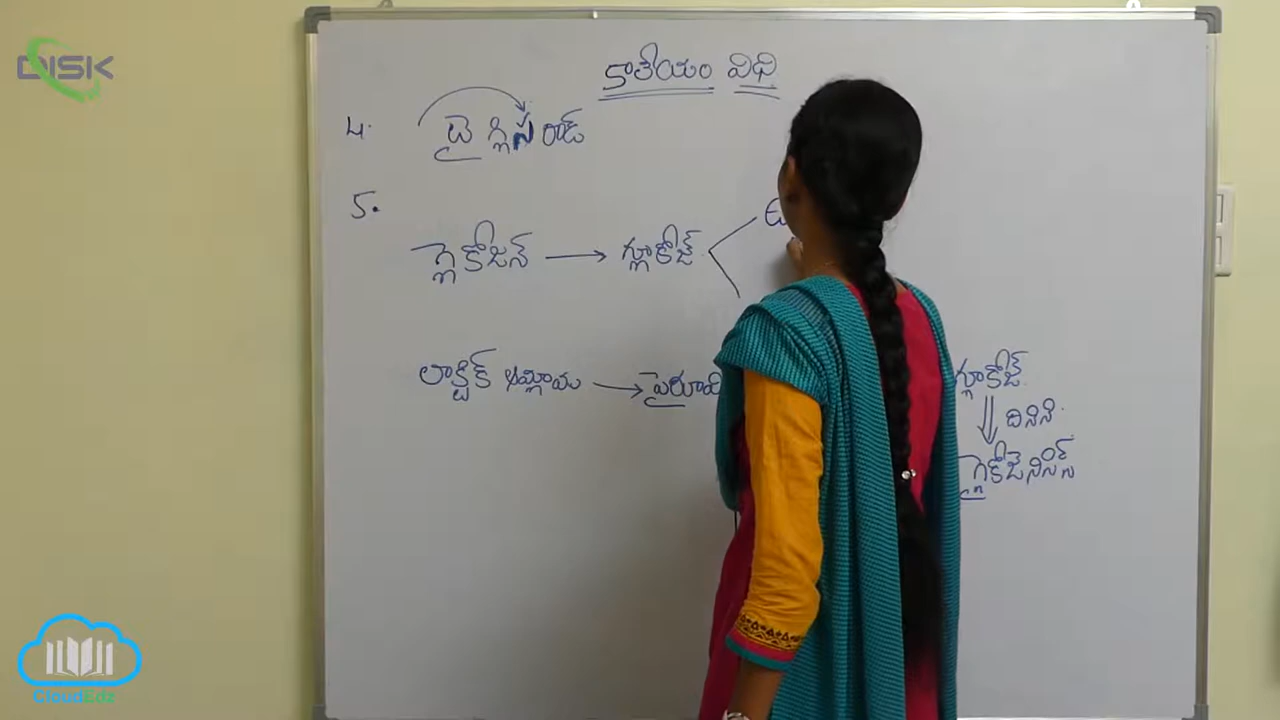 DISK
కాలేయం విధి
4. ట్రై గ్లిసరాడ్
5.
గ్లైకోజన్ → గ్లూకోజ్
లాక్టిక్ ఆమ్లాము → పైరూవి గ్లూకోజ్
దినిని
గ్లైకోజెనిసిస్
CloudEdz